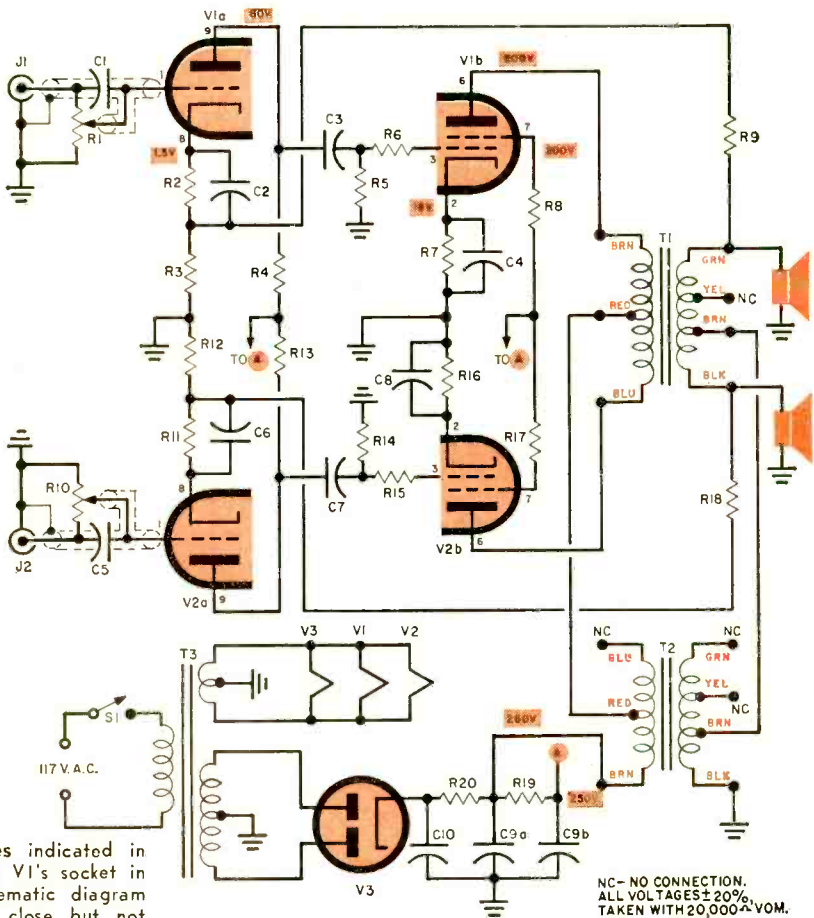 V1a
60V
9
J1
C1
1
R1
8
1.5V
R2
C2
R3
R4
R12
TO A
R13
R11
C6
R10
8
J2
C5
1
V2a
9
C3
R6
R5
3
V1b
6
200V
7
200V
18V
2
R7
C4
R8
C8
R16
TO A
R14
C7
R15
3
2
R17
7
V2b
6
R9
T1
BRN
RED
BLU
GRN
YEL
NC
BRN
BLK
R18
T3
V3
V1
V2
S1
117 V. A.C.
V3
R20
R19
260V
A
250V
C10
C9a
C9b
NC
BLU
RED
BRN
T2
NC
GRN
YEL
NC
BRN
BLK
es indicated in
V1's socket in
ematic diagram
close but not
NC- NO CONNECTION.
ALL VOLTAGES ± 20%,
TAKEN WITH 20,000 Ω VOM.